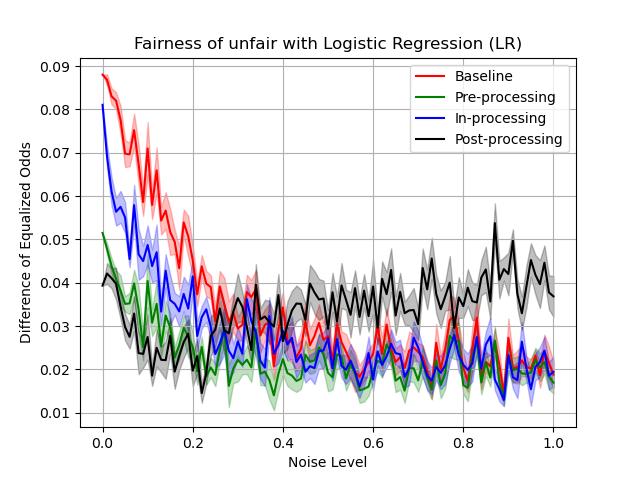 Fairness of unfair with Logistic Regression (LR)
0.09
0.08
0.07
0.06
0.05
0.04
0.03
0.02
0.01
Difference of Equalized Odds
Baseline
Pre-processing
In-processing
Post-processing
0.0 0.2 0.4 0.6 0.8 1.0
Noise Level